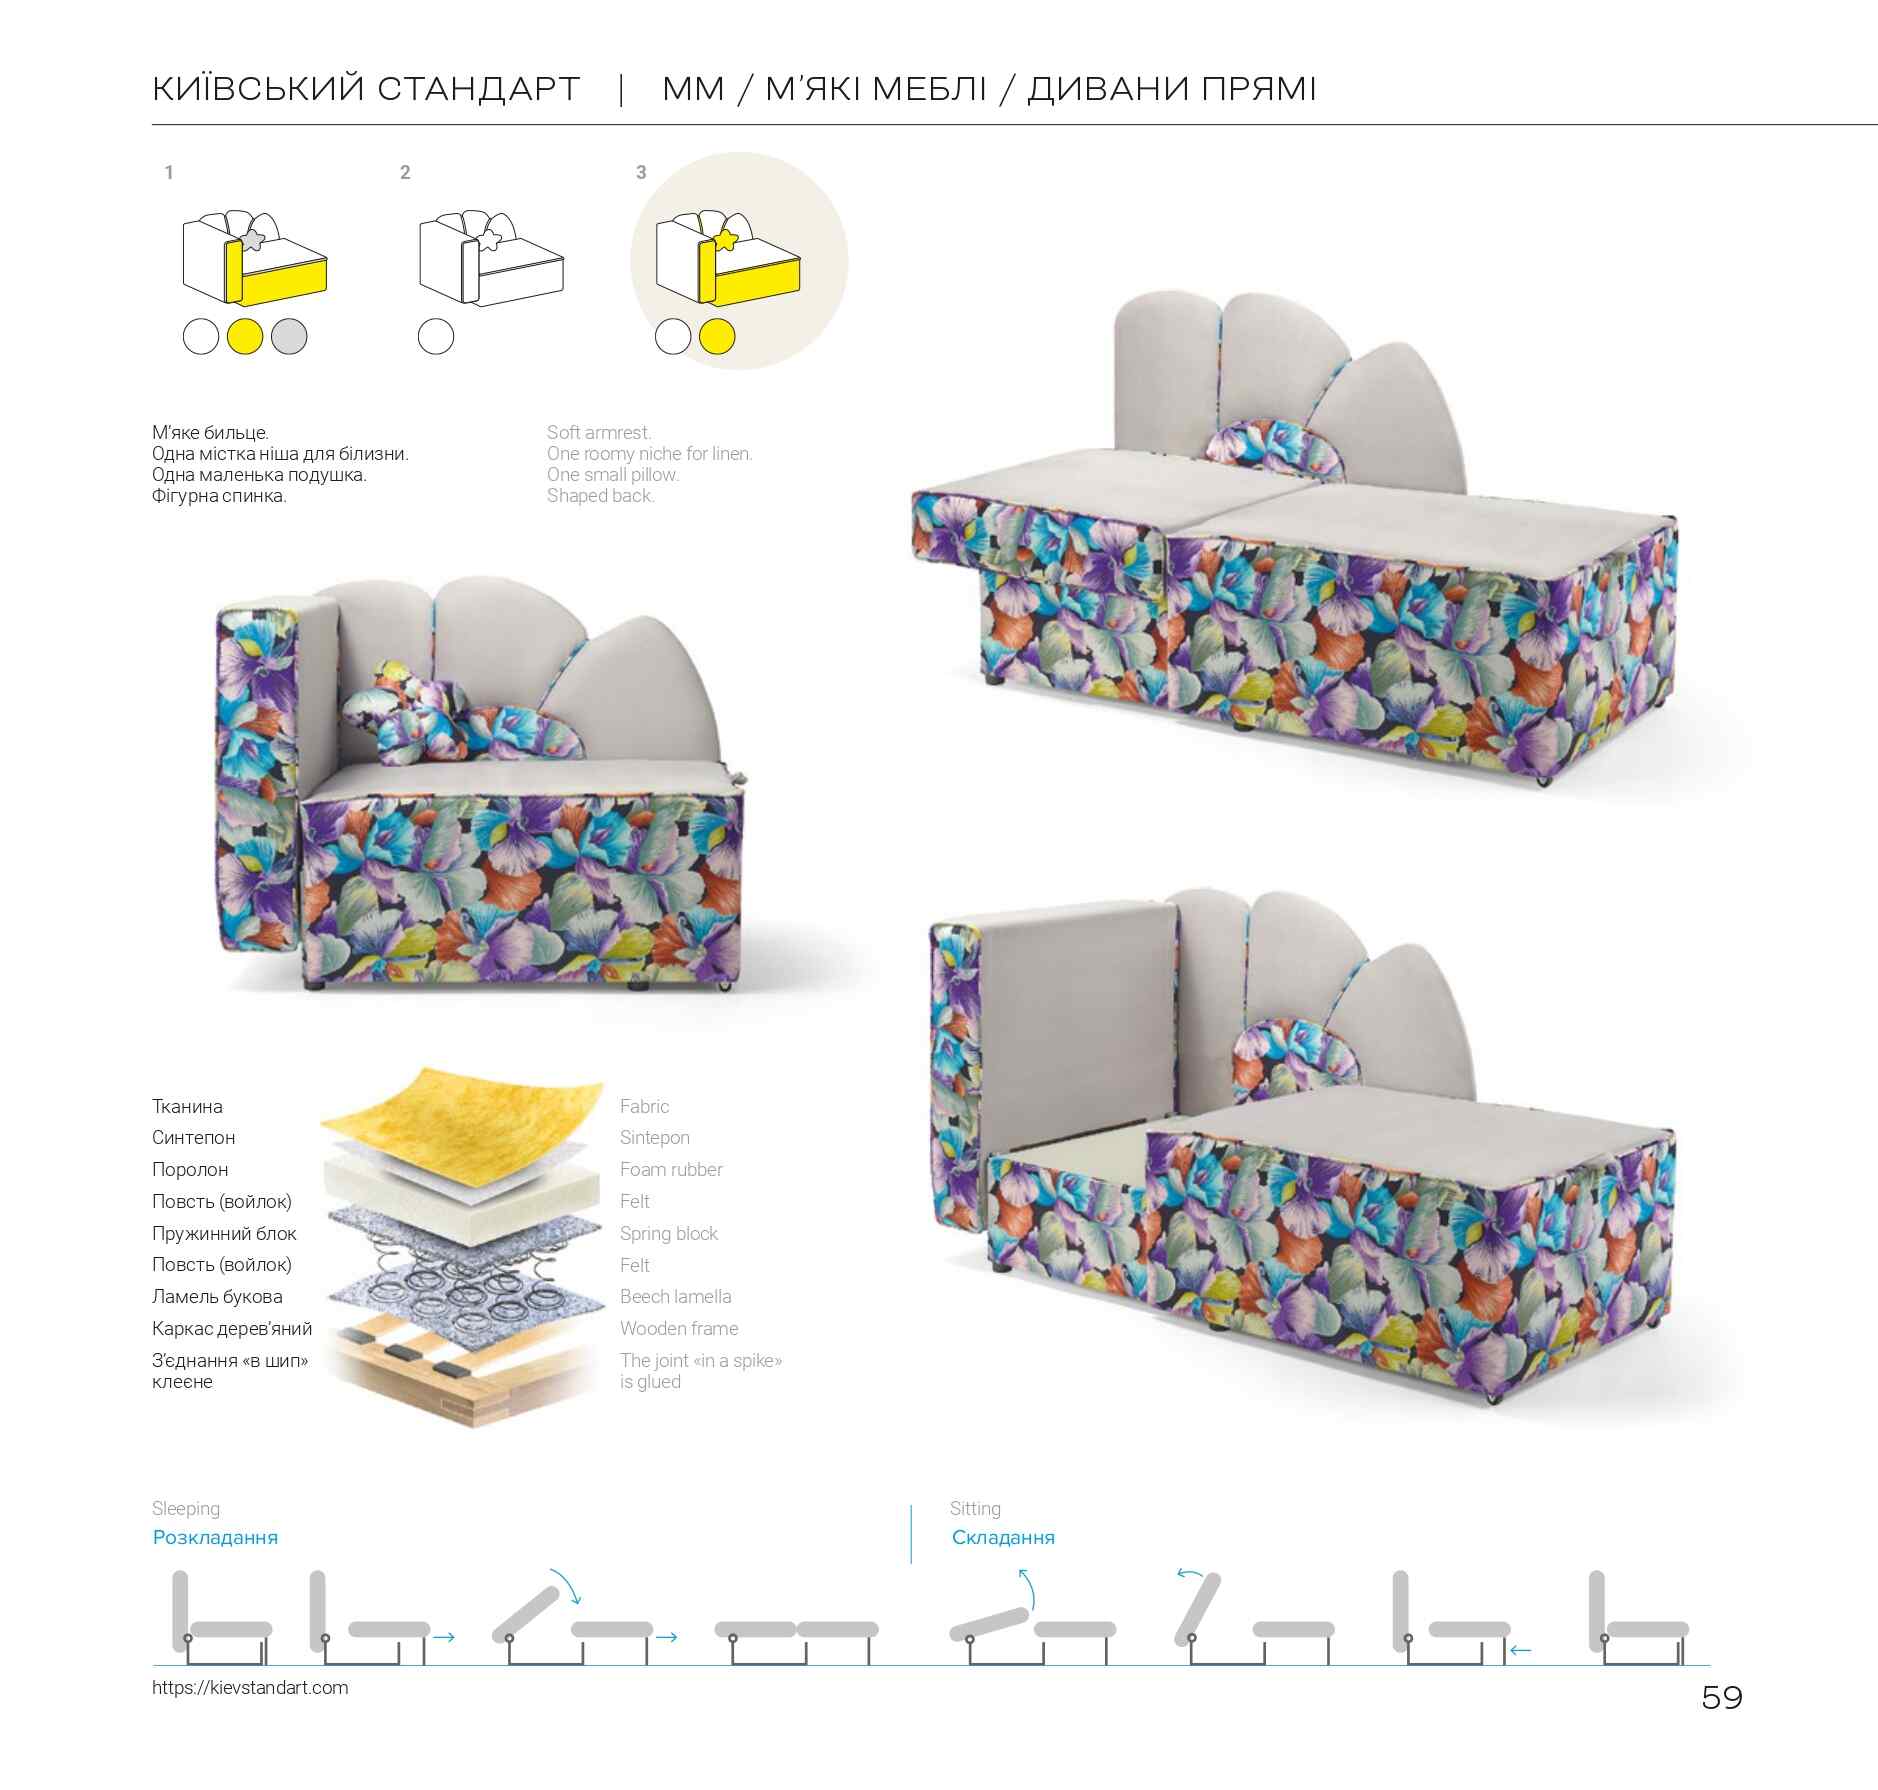 КИЇВСЬКИЙ СТАНДАРТ | ММ / М’ЯКІ МЕБЛІ / ДИВАНИ ПРЯМІ
1
2
3
М’яке бильце.
Одна містка ніша для білизни.
Одна маленька подушка.
Фігурна спинка.
Soft armrest.
One roomy niche for linen.
One small pillow.
Shaped back.
Тканина
Синтепон
Поролон
Повсть (войлок)
Пружинний блок
Повсть (войлок)
Ламель букова
Каркас дерев’яний
З’єднання «в шип»
клеєне
Fabric
Sintepon
Foam rubber
Felt
Spring block
Felt
Beech lamella
Wooden frame
The joint «in a spike»
is glued
Sleeping
Розкладання
Sitting
Складання
https://kievstandart.com
59